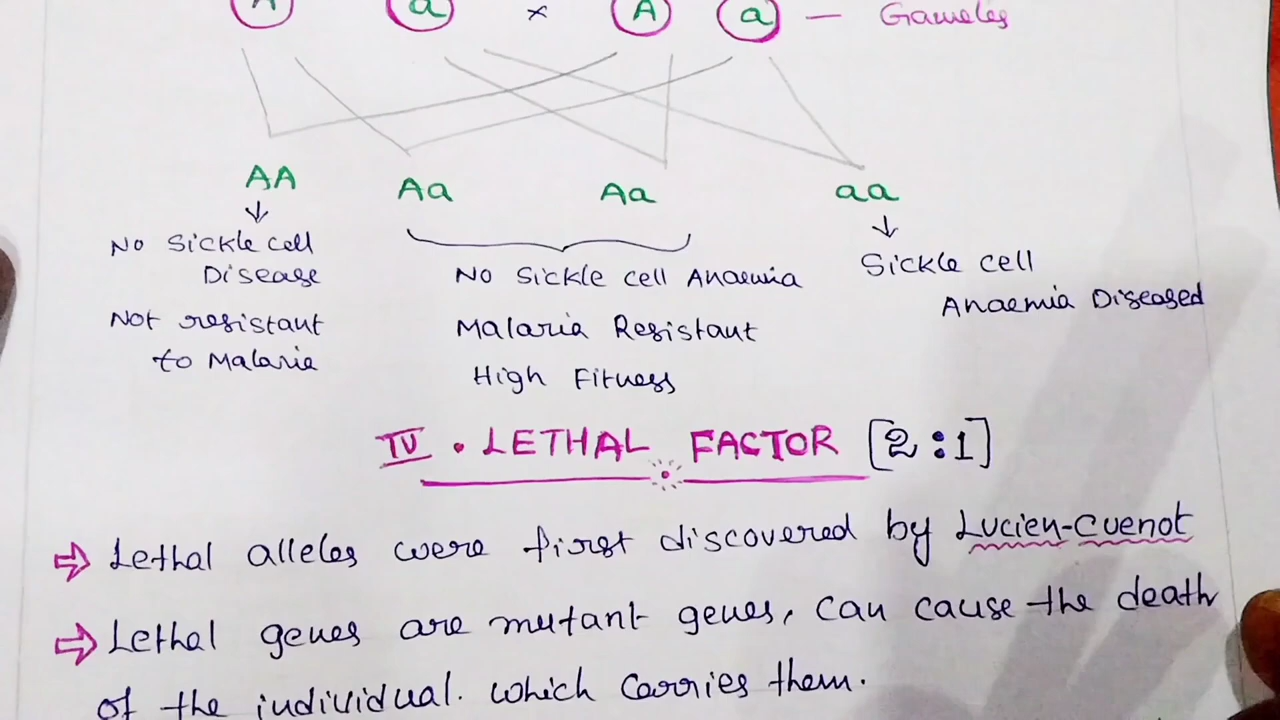 A a × A a — Gametes
AA Aa Aa aa
No Sickle cell
Disease
Not resistant
to Malaria
No Sickle cell Anaemia
Malaria Resistant
High Fitness
Sickle cell
Anaemia Diseased
IV . LETHAL FACTOR [2:1]
⇒ Lethal alleles were first discovered by Lucien-Cuenot
⇒ Lethal genes are mutant genes, can cause the death
of the individual. which carries them.